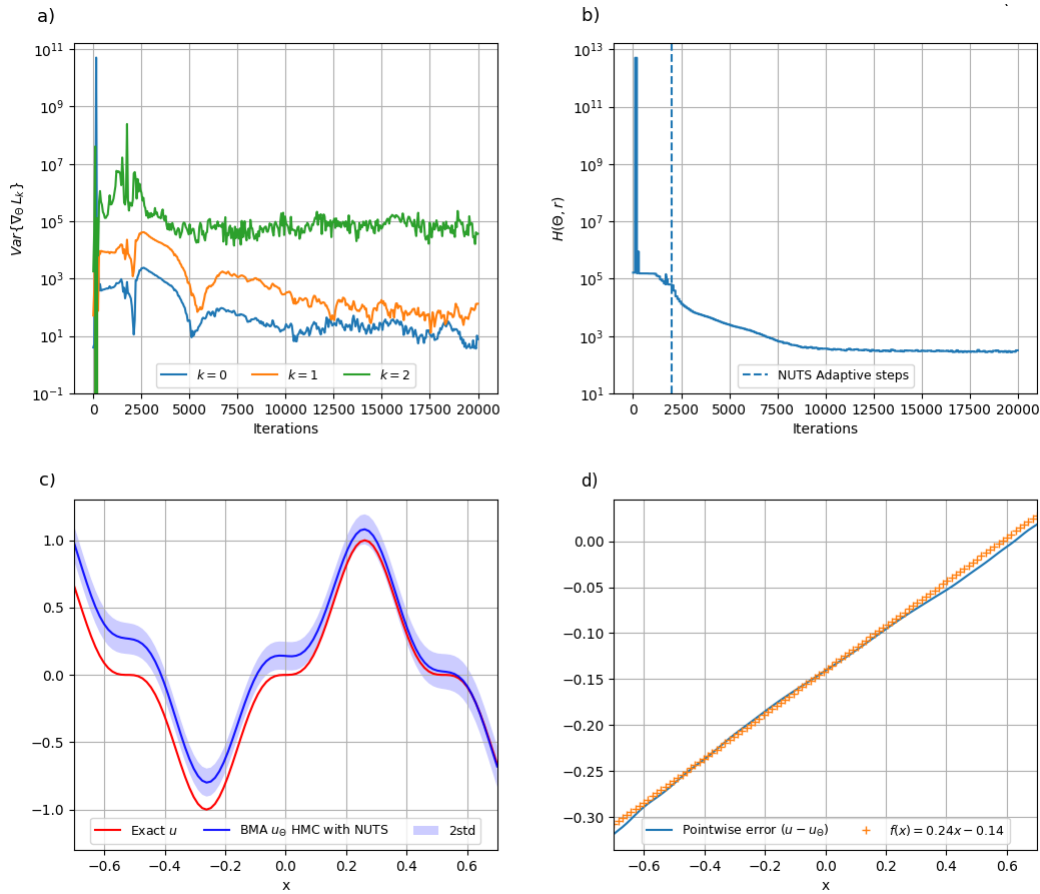 a)
b)
Var{∇_Θ L_k}
10^11
10^9
10^7
10^5
10^3
10^1
10^−1
k = 0
k = 1
k = 2
0 2500 5000 7500 10000 12500 15000 17500 20000
Iterations
H(Θ, r)
10^13
10^11
10^9
10^7
10^5
10^3
10^1
NUTS Adaptive steps
0 2500 5000 7500 10000 12500 15000 17500 20000
Iterations
c)
d)
1.0
0.5
0.0
−0.5
−1.0
Exact u
BMA u_Θ HMC with NUTS
2std
−0.6 −0.4 −0.2 0.0 0.2 0.4 0.6
x
0.00
−0.05
−0.10
−0.15
−0.20
−0.25
−0.30
Pointwise error (u − u_Θ)
f(x) = 0.24x − 0.14
−0.6 −0.4 −0.2 0.0 0.2 0.4 0.6
x